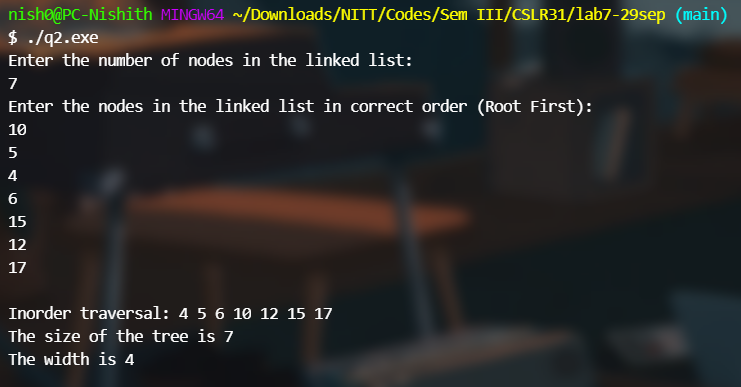 nish0@PC-Nishith MINGW64 ~/Downloads/NITT/Codes/Sem III/CSLR31/lab7-29sep (main)
$ ./q2.exe
Enter the number of nodes in the linked list:
7
Enter the nodes in the linked list in correct order (Root First):
10
5
4
6
15
12
17

Inorder traversal: 4 5 6 10 12 15 17
The size of the tree is 7
The width is 4